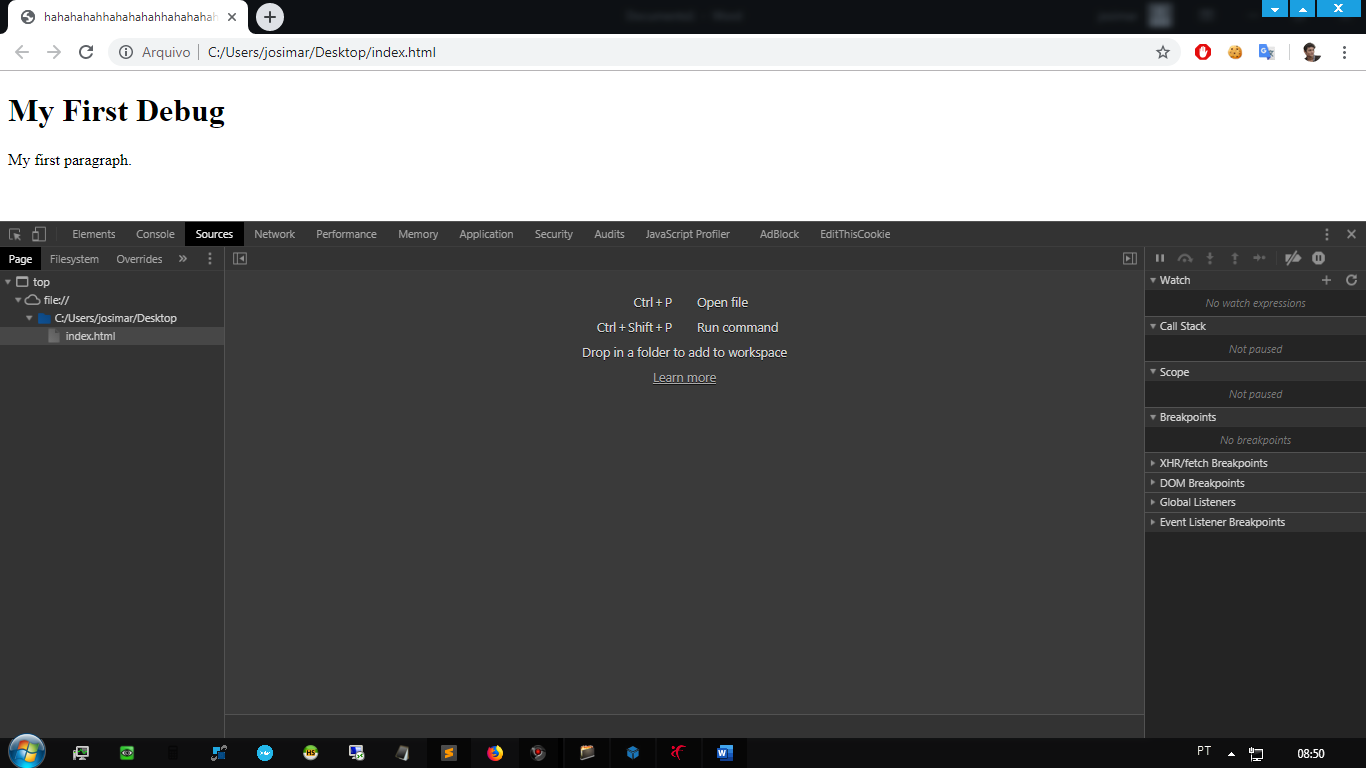 hahahahahhahahahahhahahahah
Arquivo C:/Users/josimar/Desktop/index.html
My First Debug
My first paragraph.
Elements Console Sources Network Performance Memory Application Security Audits JavaScript Profiler AdBlock EditThisCookie
Page Filesystem Overrides »
top
file://
C:/Users/josimar/Desktop
index.html
Ctrl + P Open file
Ctrl + Shift + P Run command
Drop in a folder to add to workspace
Learn more
Watch
No watch expressions
Call Stack
Not paused
Scope
Not paused
Breakpoints
No breakpoints
XHR/fetch Breakpoints
DOM Breakpoints
Global Listeners
Event Listener Breakpoints
HS
W
PT
08:50